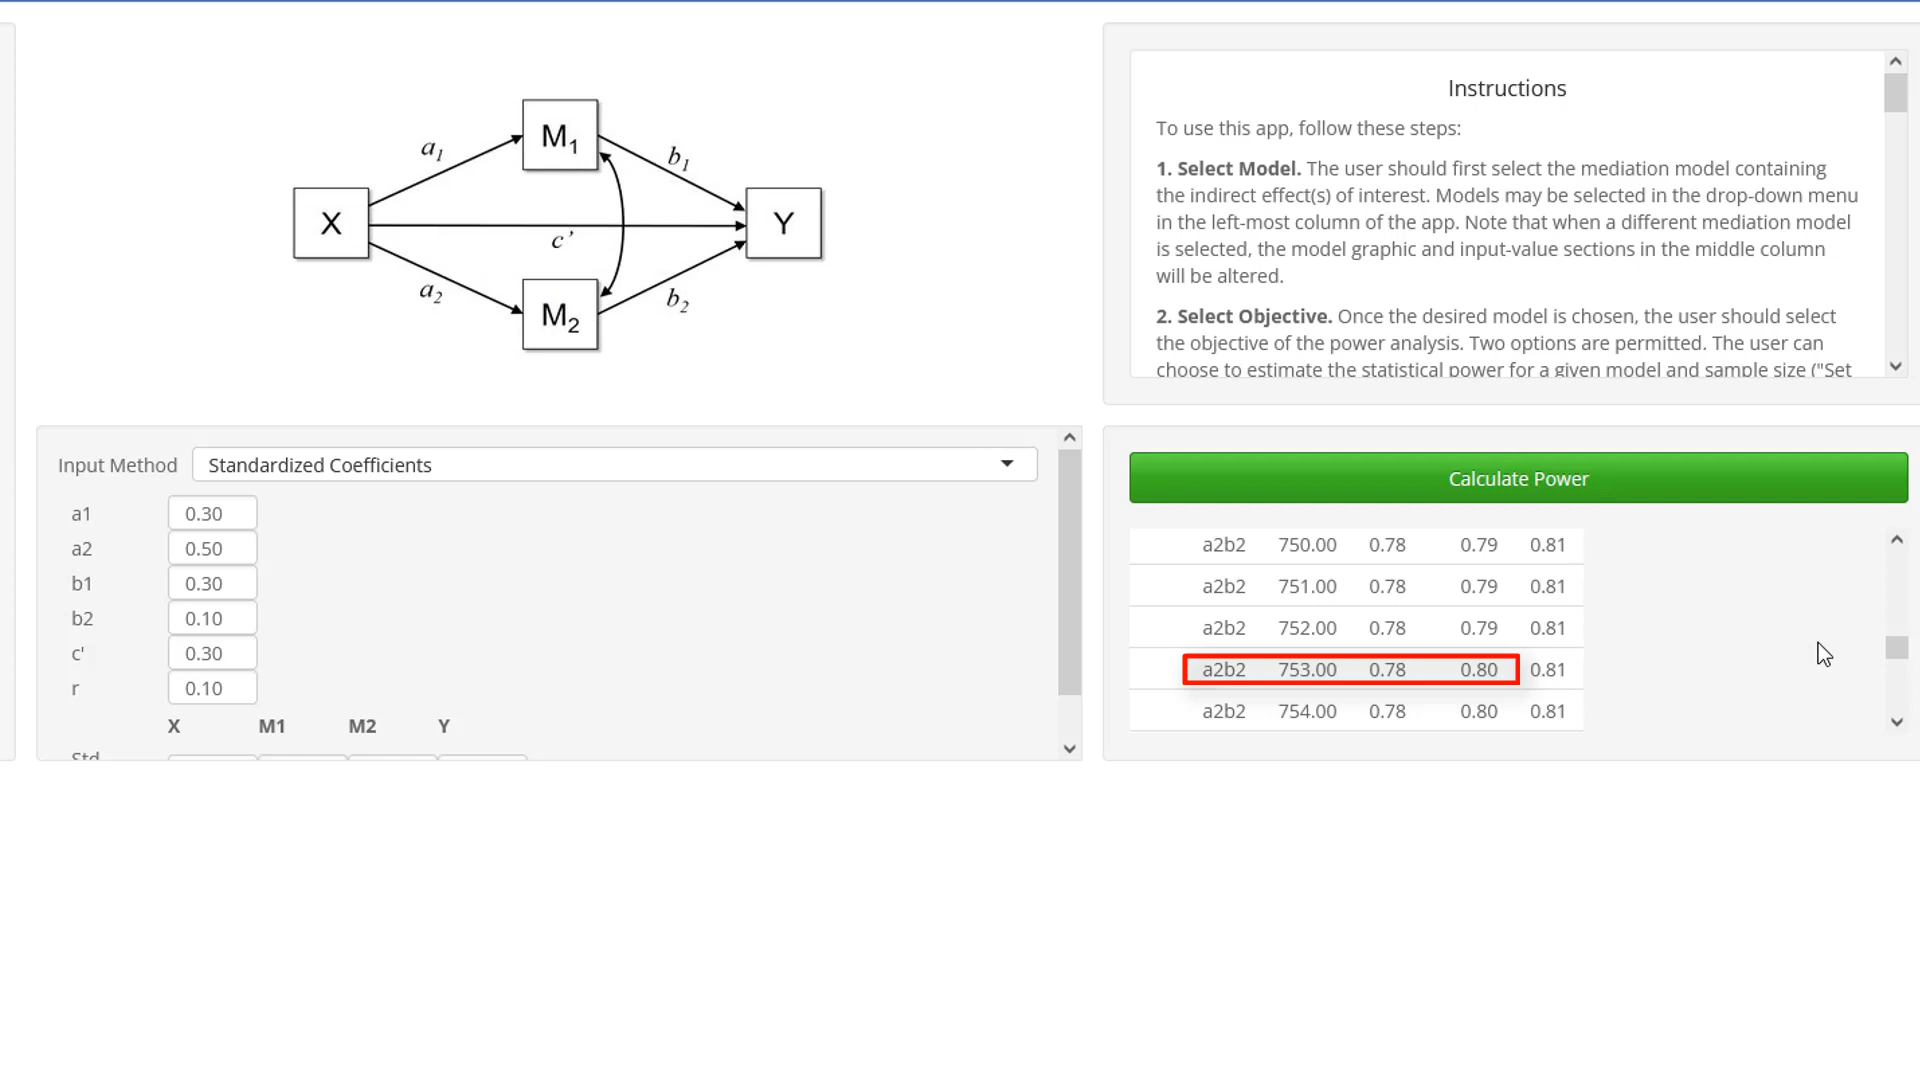 M1
a1
b1
X
Y
c’
a2
b2
M2
Instructions
To use this app, follow these steps:
1. Select Model. The user should first select the mediation model containing
the indirect effect(s) of interest. Models may be selected in the drop-down menu
in the left-most column of the app. Note that when a different mediation model
is selected, the model graphic and input-value sections in the middle column
will be altered.
2. Select Objective. Once the desired model is chosen, the user should select
the objective of the power analysis. Two options are permitted. The user can
choose to estimate the statistical power for a given model and sample size ("Set
Input Method Standardized Coefficients
a1 0.30
a2 0.50
b1 0.30
b2 0.10
c' 0.30
r 0.10
X M1 M2 Y
Std
Calculate Power
a2b2 750.00 0.78 0.79 0.81
a2b2 751.00 0.78 0.79 0.81
a2b2 752.00 0.78 0.79 0.81
a2b2 753.00 0.78 0.80 0.81
a2b2 754.00 0.78 0.80 0.81